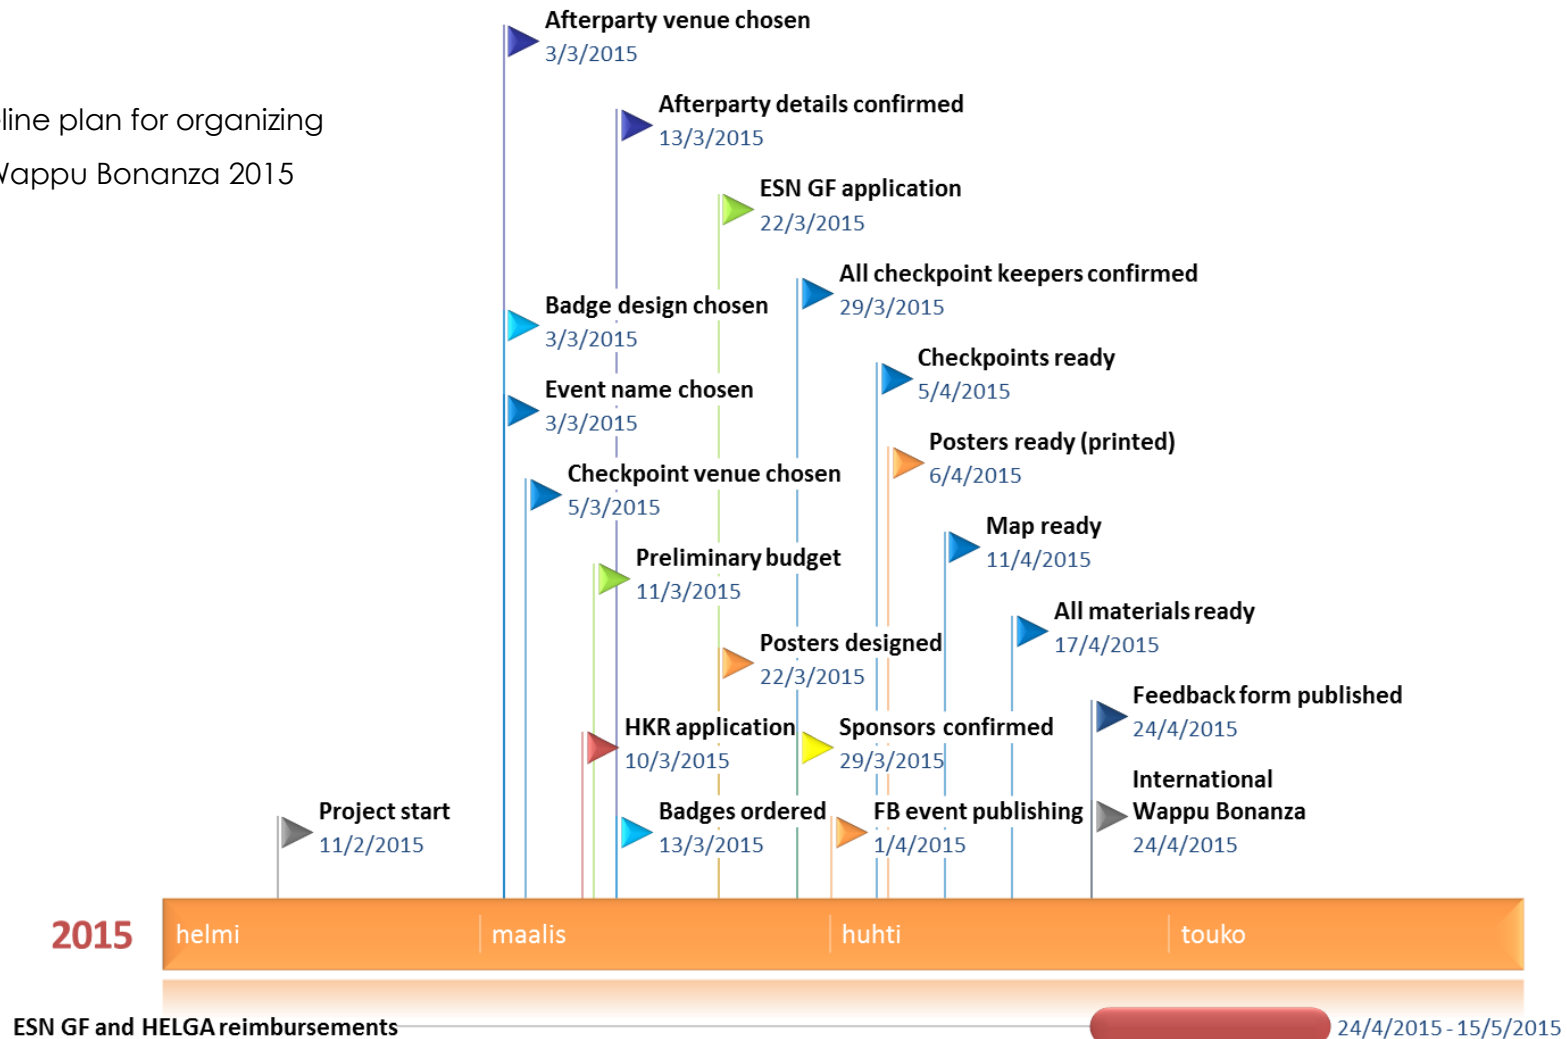 Afterparty venue chosen
3/3/2015
line plan for organizing
Wappu Bonanza 2015
Afterparty details confirmed
13/3/2015
ESN GF application
22/3/2015
All checkpoint keepers confirmed
29/3/2015
Badge design chosen
3/3/2015
Checkpoints ready
5/4/2015
Event name chosen
3/3/2015
Posters ready (printed)
6/4/2015
Checkpoint venue chosen
5/3/2015
Map ready
11/4/2015
Preliminary budget
11/3/2015
All materials ready
17/4/2015
Posters designed
22/3/2015
Feedback form published
24/4/2015
HKR application
10/3/2015
Sponsors confirmed
29/3/2015
International
Wappu Bonanza
24/4/2015
Project start
11/2/2015
Badges ordered
13/3/2015
FB event publishing
1/4/2015
2015
helmi
maalis
huhti
touko
ESN GF and HELGA reimbursements
24/4/2015 - 15/5/2015